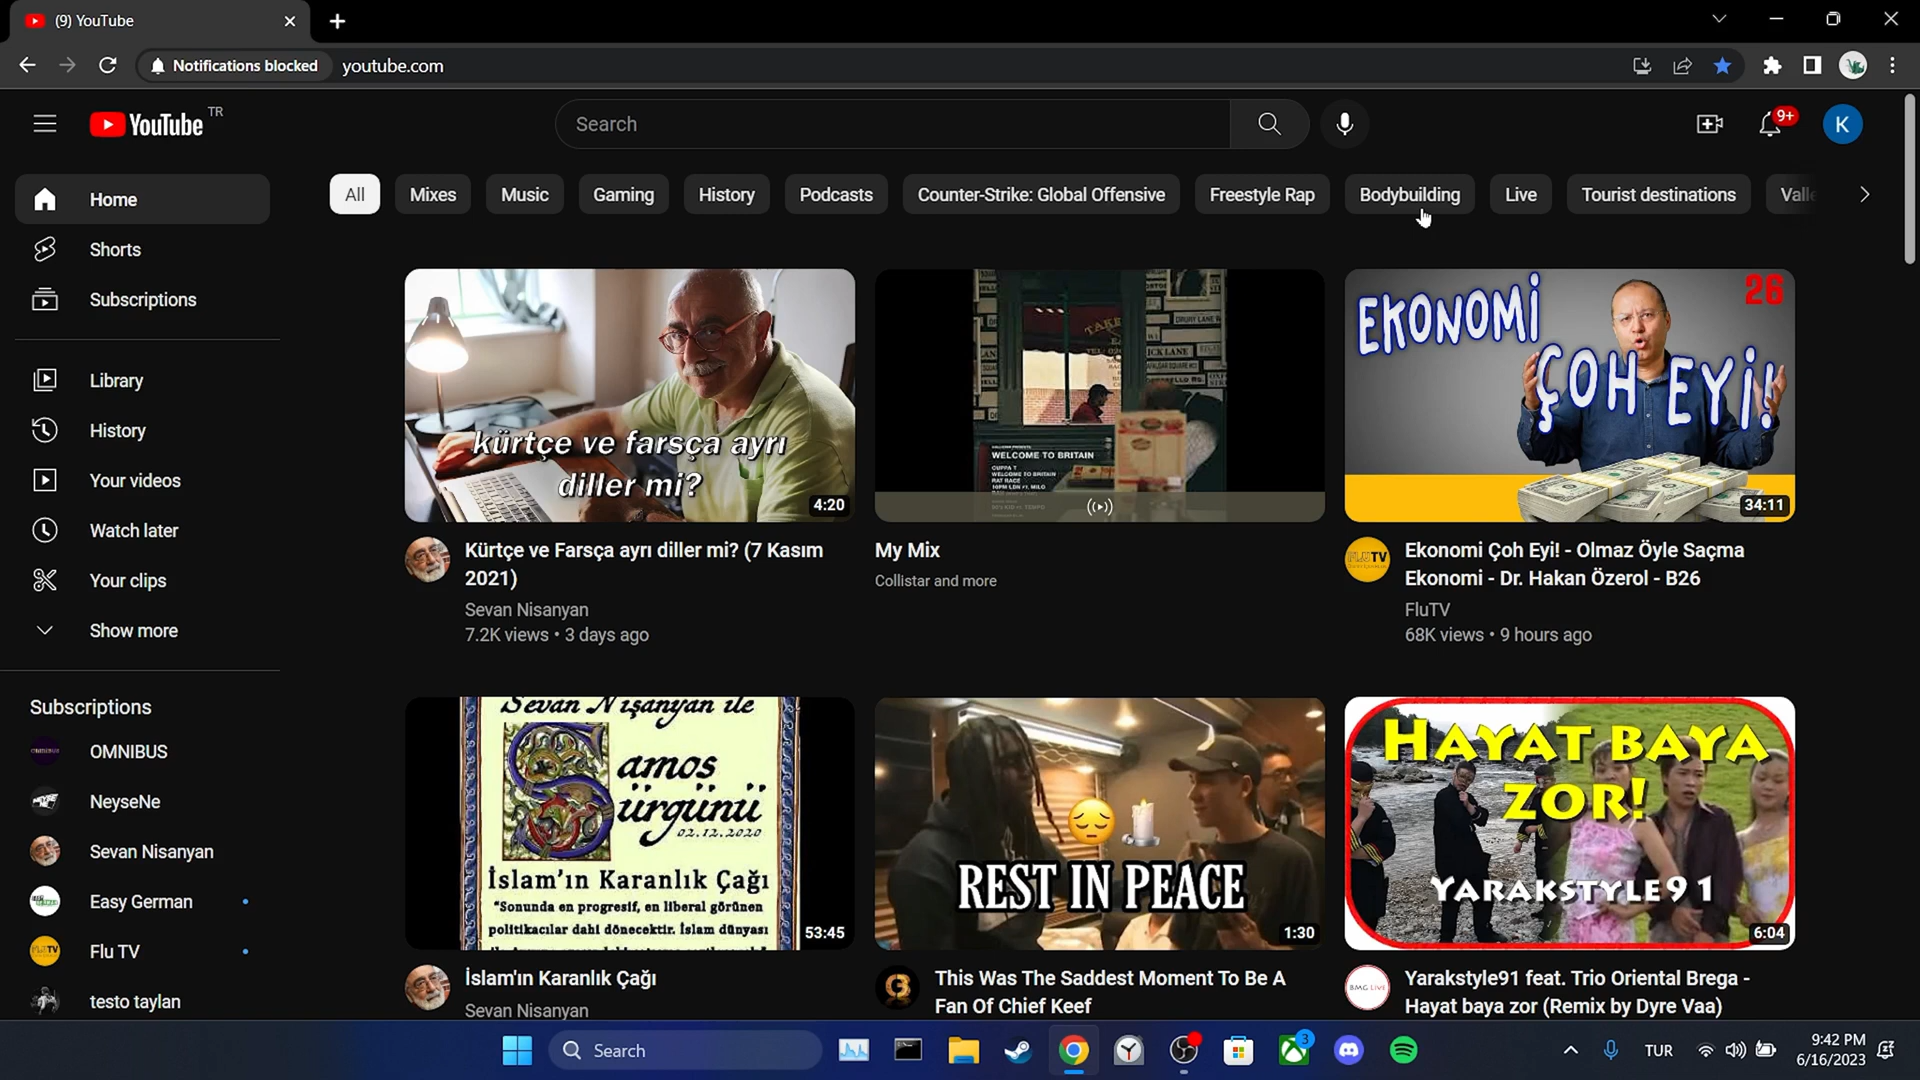 (9) YouTube
Notifications blocked
youtube.com
YouTube TR
Search
9+
K
Home
Shorts
Subscriptions
Library
History
Your videos
Watch later
Your clips
Show more
Subscriptions
OMNIBUS
NeyseNe
Sevan Nisanyan
Easy German
Flu TV
testo taylan
All
Mixes
Music
Gaming
History
Podcasts
Counter-Strike: Global Offensive
Freestyle Rap
Bodybuilding
Live
Tourist destinations
Valle
kürtçe ve farsça ayrı
diller mi?
4:20
Kürtçe ve Farsça ayrı diller mi? (7 Kasım
2021)
Sevan Nisanyan
7.2K views • 3 days ago
WELCOME TO BRITAIN
My Mix
Collistar and more
26
EKONOMİ
ÇOH EYİ!
34:11
FLUTV
Ekonomi Çoh Eyi! - Olmaz Öyle Saçma
Ekonomi - Dr. Hakan Özerol - B26
FluTV
68K views • 9 hours ago
Sevan Nişanyan ile
Samos
Sürgünü
02.12.2020
İslam'ın Karanlık Çağı
"Sonunda en progresif, en liberal görünen
politikacılar dahi dönecektir. İslam dünyası
53:45
İslam'ın Karanlık Çağı
Sevan Nisanyan
REST IN PEACE
1:30
This Was The Saddest Moment To Be A
Fan Of Chief Keef
HAYAT BAYA
ZOR!
YARAKSTYLE91
6:04
BMG LIVE
Yarakstyle91 feat. Trio Oriental Brega -
Hayat baya zor (Remix by Dyre Vaa)
Search
3
TUR
9:42 PM
6/16/2023